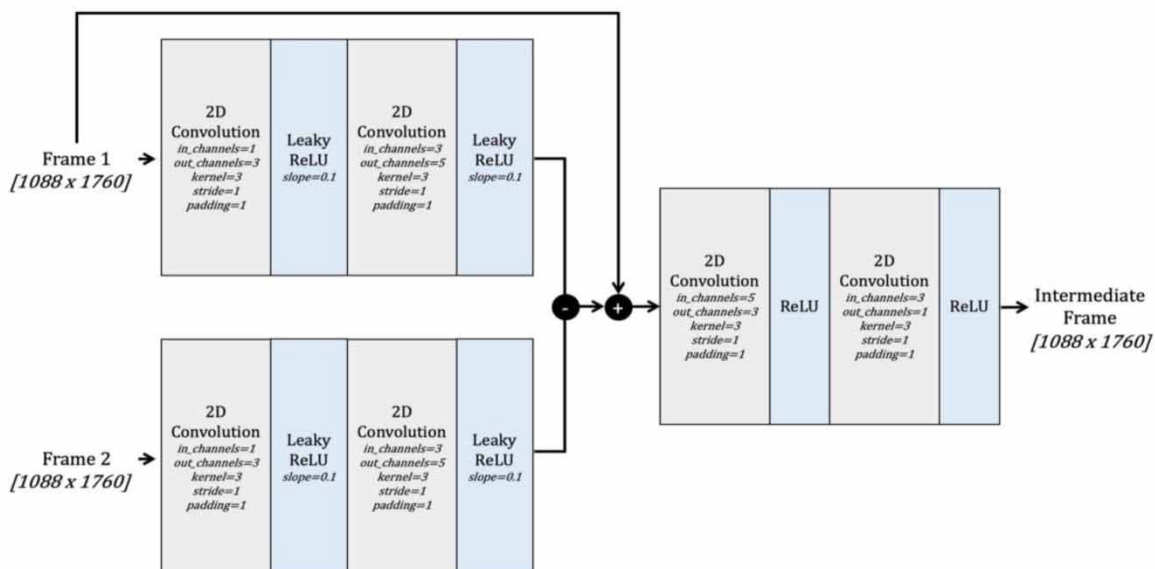 Frame 1
[1088 x 1760]
2D
Convolution
in_channels=1
out_channels=3
kernel=3
stride=1
padding=1
Leaky
ReLU
slope=0.1
2D
Convolution
in_channels=3
out_channels=5
kernel=3
stride=1
padding=1
Leaky
ReLU
slope=0.1
Frame 2
[1088 x 1760]
2D
Convolution
in_channels=1
out_channels=3
kernel=3
stride=1
padding=1
Leaky
ReLU
slope=0.1
2D
Convolution
in_channels=3
out_channels=5
kernel=3
stride=1
padding=1
Leaky
ReLU
slope=0.1
-
+
2D
Convolution
in_channels=5
out_channels=3
kernel=3
stride=1
padding=1
ReLU
2D
Convolution
in_channels=3
out_channels=1
kernel=3
stride=1
padding=1
ReLU
Intermediate
Frame
[1088 x 1760]